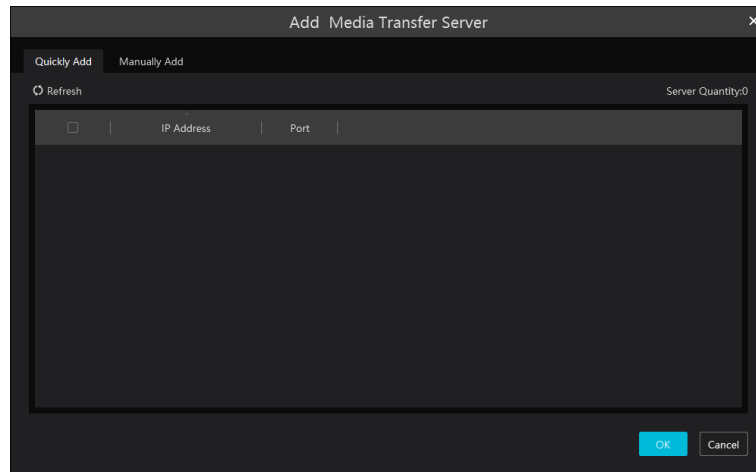 Add Media Transfer Server
Quickly Add Manually Add
Refresh Server Quantity:0
IP Address Port
OK Cancel